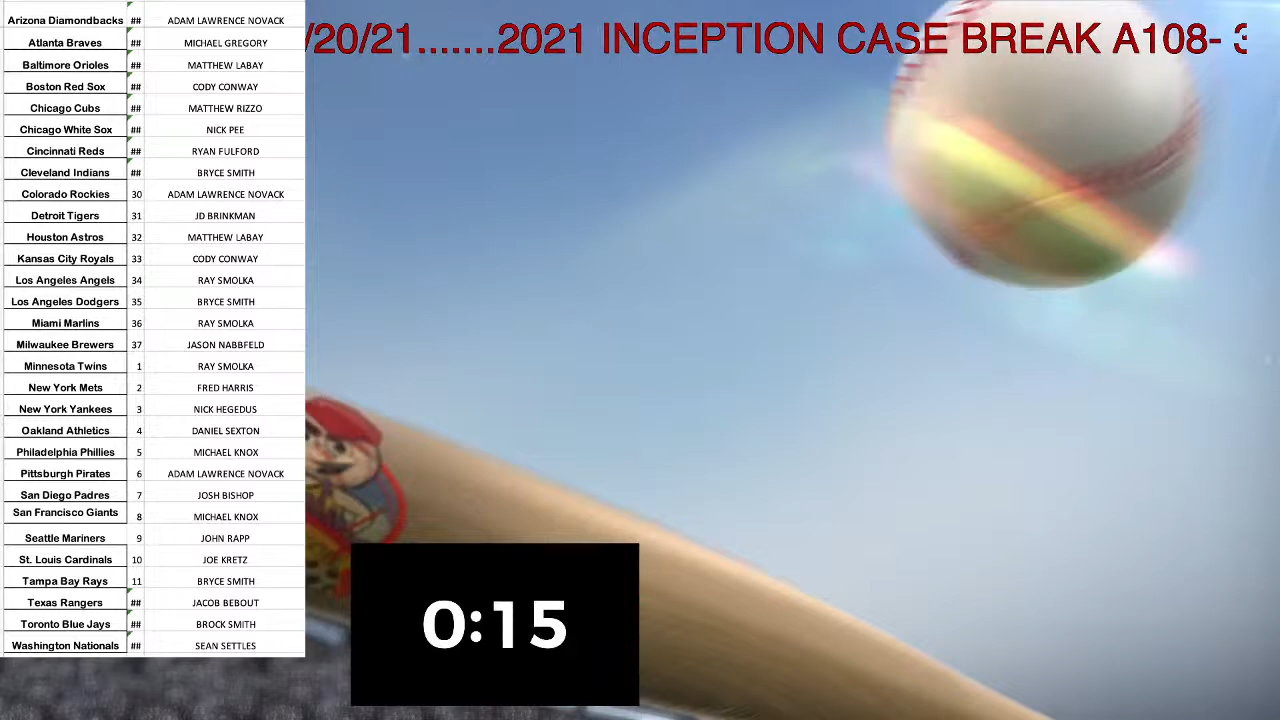 /20/21.......2021 INCEPTION CASE BREAK A108-
Arizona Diamondbacks ## ADAM LAWRENCE NOVACK
Atlanta Braves ## MICHAEL GREGORY
Baltimore Orioles ## MATTHEW LABAY
Boston Red Sox ## CODY CONWAY
Chicago Cubs ## MATTHEW RIZZO
Chicago White Sox ## NICK PEE
Cincinnati Reds ## RYAN FULFORD
Cleveland Indians ## BRYCE SMITH
Colorado Rockies 30 ADAM LAWRENCE NOVACK
Detroit Tigers 31 JD BRINKMAN
Houston Astros 32 MATTHEW LABAY
Kansas City Royals 33 CODY CONWAY
Los Angeles Angels 34 RAY SMOLKA
Los Angeles Dodgers 35 BRYCE SMITH
Miami Marlins 36 RAY SMOLKA
Milwaukee Brewers 37 JASON NABBFELD
Minnesota Twins 1 RAY SMOLKA
New York Mets 2 FRED HARRIS
New York Yankees 3 NICK HEGEDUS
Oakland Athletics 4 DANIEL SEXTON
Philadelphia Phillies 5 MICHAEL KNOX
Pittsburgh Pirates 6 ADAM LAWRENCE NOVACK
San Diego Padres 7 JOSH BISHOP
San Francisco Giants 8 MICHAEL KNOX
Seattle Mariners 9 JOHN RAPP
St. Louis Cardinals 10 JOE KRETZ
Tampa Bay Rays 11 BRYCE SMITH
Texas Rangers ## JACOB BEBOUT
Toronto Blue Jays ## BROCK SMITH
Washington Nationals ## SEAN SETTLES
0:15